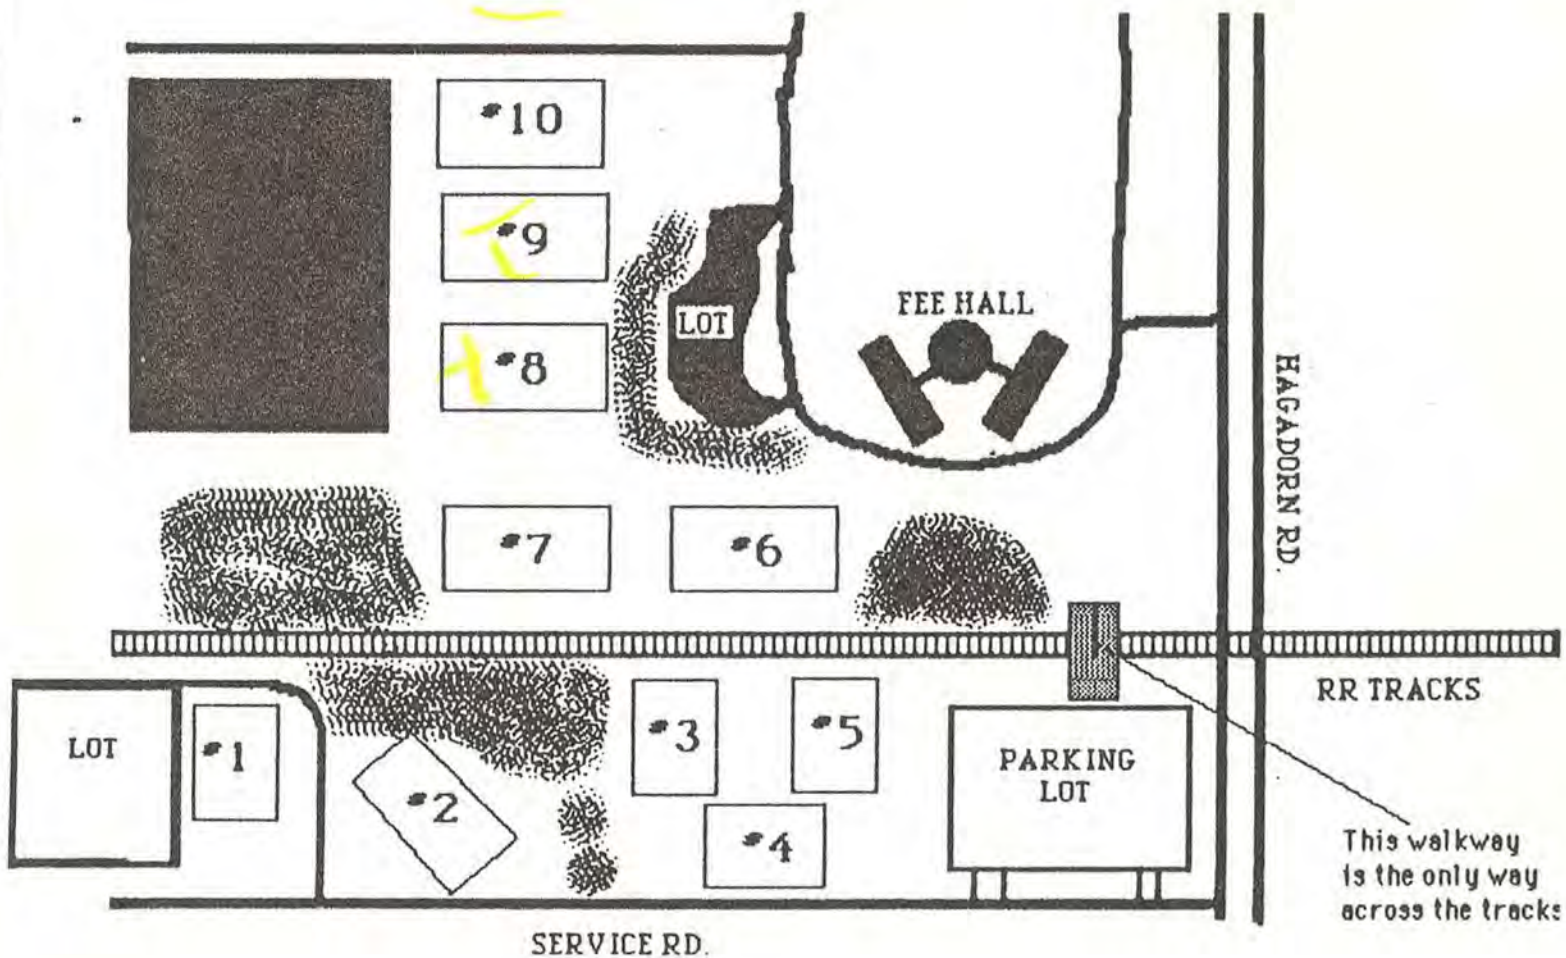 #10
#9
LOT
FEE HALL
#8
HAGADORN RD.
#7
#6
RR TRACKS
LOT
#1
#2
#3
#5
#4
PARKING
LOT
This walkway
is the only way
across the tracks
SERVICE RD.